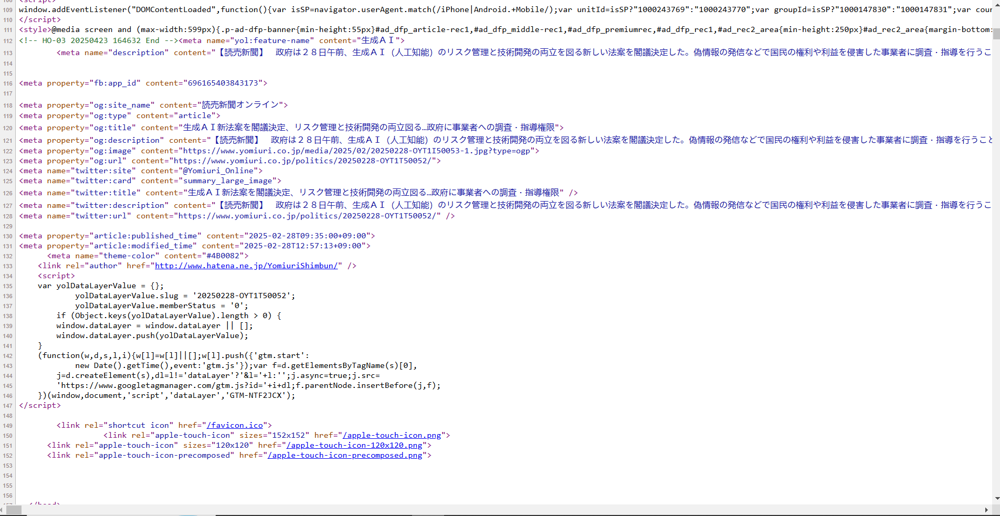 109 window.addEventListener("DOMContentLoaded",function(){var isSP=navigator.userAgent.match(/iPhone|Android.+Mobile/);var unitId=isSP?"1000243769":"1000243770";var groupId=isSP?"1000147830":"1000147831";var cour
110 </script>
111 <style>@media screen and (max-width:599px){.p-ad-dfp-banner{min-height:55px}#ad_dfp_article-rec1,#ad_dfp_middle-rec1,#ad_dfp_premiumrec,#ad_dfp_rec1,#ad_rec2_area{min-height:250px}#ad_rec2_area{margin-bottom:
112 <!-- HO-03 20250423 164632 End --><meta name="yol:feature-name" content="生成ＡＩ">
113 <meta name="description" content="【読売新聞】　政府は２８日午前、生成ＡＩ（人工知能）のリスク管理と技術開発の両立を図る新しい法案を閣議決定した。偽情報の発信などで国民の権利や利益を侵害した事業者に調査・指導を行うこ
114
115
116 <meta property="fb:app_id" content="696165403843173">
117
118 <meta property="og:site_name" content="読売新聞オンライン">
119 <meta property="og:type" content="article">
120 <meta property="og:title" content="生成ＡＩ新法案を閣議決定、リスク管理と技術開発の両立図る…政府に事業者への調査・指導権限">
121 <meta property="og:description" content="【読売新聞】　政府は２８日午前、生成ＡＩ（人工知能）のリスク管理と技術開発の両立を図る新しい法案を閣議決定した。偽情報の発信などで国民の権利や利益を侵害した事業者に調査・指導を行うこと
122 <meta property="og:image" content="https://www.yomiuri.co.jp/media/2025/02/20250228-OYT1I50053-1.jpg?type=ogp">
123 <meta property="og:url" content="https://www.yomiuri.co.jp/politics/20250228-OYT1T50052/">
124 <meta name="twitter:site" content="@Yomiuri_Online">
125 <meta name="twitter:card" content="summary_large_image">
126 <meta name="twitter:title" content="生成ＡＩ新法案を閣議決定、リスク管理と技術開発の両立図る…政府に事業者への調査・指導権限" />
127 <meta name="twitter:description" content="【読売新聞】　政府は２８日午前、生成ＡＩ（人工知能）のリスク管理と技術開発の両立を図る新しい法案を閣議決定した。偽情報の発信などで国民の権利や利益を侵害した事業者に調査・指導を行うこ
128 <meta name="twitter:url" content="https://www.yomiuri.co.jp/politics/20250228-OYT1T50052/" />
129
130 <meta property="article:published_time" content="2025-02-28T09:35:00+09:00">
131 <meta property="article:modified_time" content="2025-02-28T12:57:13+09:00">
132 <meta name="theme-color" content="#4B0082">
133 <link rel="author" href="http://www.hatena.ne.jp/YomiuriShimbun/" />
134 <script>
135 var yolDataLayerValue = {};
136 yolDataLayerValue.slug = '20250228-OYT1T50052';
137 yolDataLayerValue.memberStatus = '0';
138 if (Object.keys(yolDataLayerValue).length > 0) {
139 window.dataLayer = window.dataLayer || [];
140 window.dataLayer.push(yolDataLayerValue);
141 }
142 (function(w,d,s,l,i){w[l]=w[l]||[];w[l].push({'gtm.start':
143 new Date().getTime(),event:'gtm.js'});var f=d.getElementsByTagName(s)[0],
144 j=d.createElement(s),dl=l!='dataLayer'?'&l='+l:'';j.async=true;j.src=
145 'https://www.googletagmanager.com/gtm.js?id='+i+dl;f.parentNode.insertBefore(j,f);
146 })(window,document,'script','dataLayer','GTM-NTF2JCX');
147 </script>
148
149 <link rel="shortcut icon" href="/favicon.ico">
150 <link rel="apple-touch-icon" sizes="152x152" href="/apple-touch-icon.png">
151 <link rel="apple-touch-icon" sizes="120x120" href="/apple-touch-icon-120x120.png">
152 <link rel="apple-touch-icon-precomposed" href="/apple-touch-icon-precomposed.png">
153
154
155
156